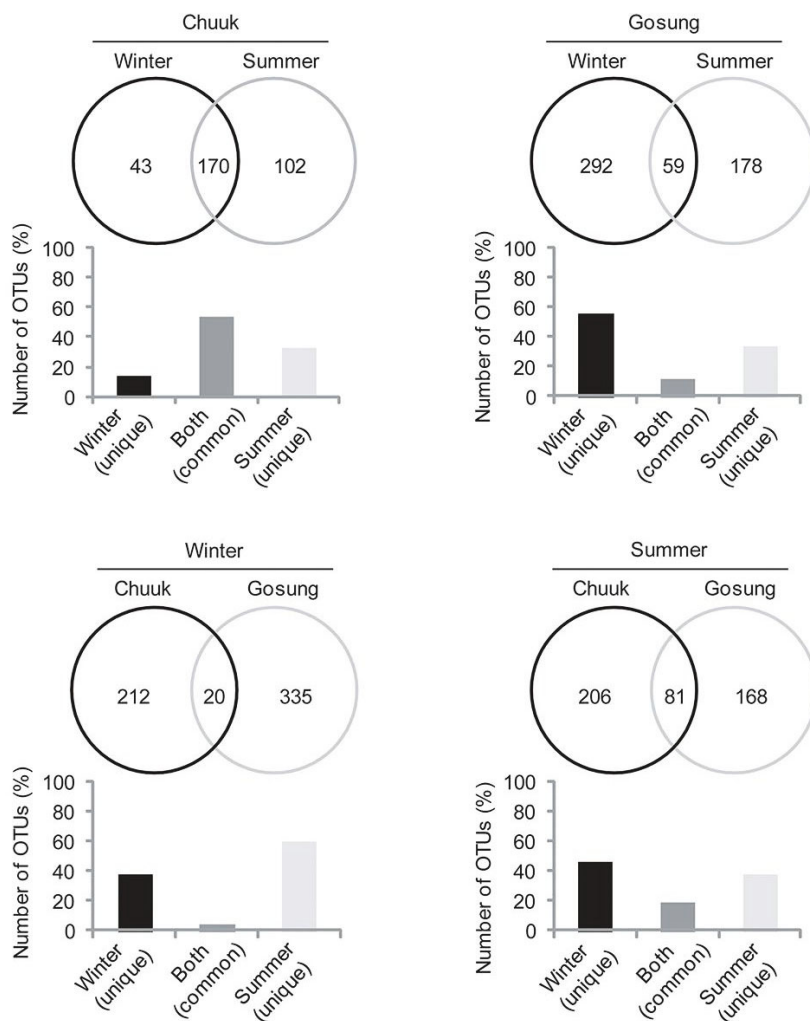 Chuuk
Winter Summer
43 170 102
Number of OTUs (%)
100
80
60
40
20
0
Winter
(unique)
Both
(common)
Summer
(unique)
Gosung
Winter Summer
292 59 178
Number of OTUs (%)
100
80
60
40
20
0
Winter
(unique)
Both
(common)
Summer
(unique)
Winter
Chuuk Gosung
212 20 335
Number of OTUs (%)
100
80
60
40
20
0
Winter
(unique)
Both
(common)
Summer
(unique)
Summer
Chuuk Gosung
206 81 168
Number of OTUs (%)
100
80
60
40
20
0
Winter
(unique)
Both
(common)
Summer
(unique)